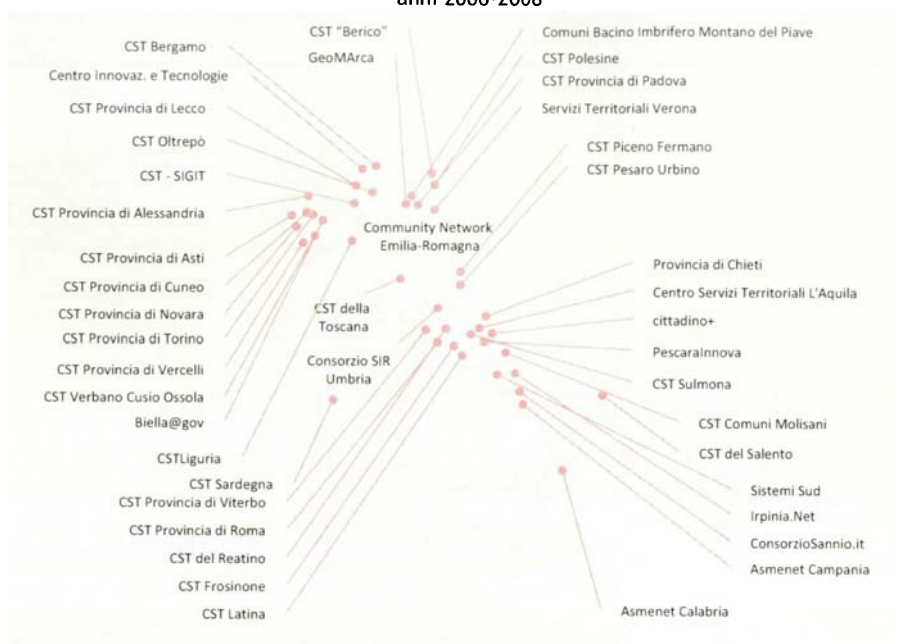 anni 2006-2008
CST "Berico"
GeoMArca
CST Bergamo
Centro Innovaz. e Tecnologie
CST Provincia di Lecco
CST Oltrepò
CST - SIGIT
CST Provincia di Alessandria
CST Provincia di Asti
CST Provincia di Cuneo
CST Provincia di Novara
CST Provincia di Torino
CST Provincia di Vercelli
CST Verbano Cusio Ossola
Biella@gov
CSTLiguria
CST Sardegna
CST Provincia di Viterbo
CST Provincia di Roma
CST del Reatino
CST Frosinone
CST Latina
Comuni Bacino Imbrifero Montano del Piave
CST Polesine
CST Provincia di Padova
Servizi Territoriali Verona
CST Piceno Fermano
CST Pesaro Urbino
Community Network
Emilia-Romagna
CST della
Toscana
Consorzio SIR
Umbria
Provincia di Chieti
Centro Servizi Territoriali L'Aquila
cittadino+
PescaraInnova
CST Sulmona
CST Comuni Molisani
CST del Salento
Sistemi Sud
Irpinia.Net
ConsorzioSannio.it
Asmenet Campania
Asmenet Calabria